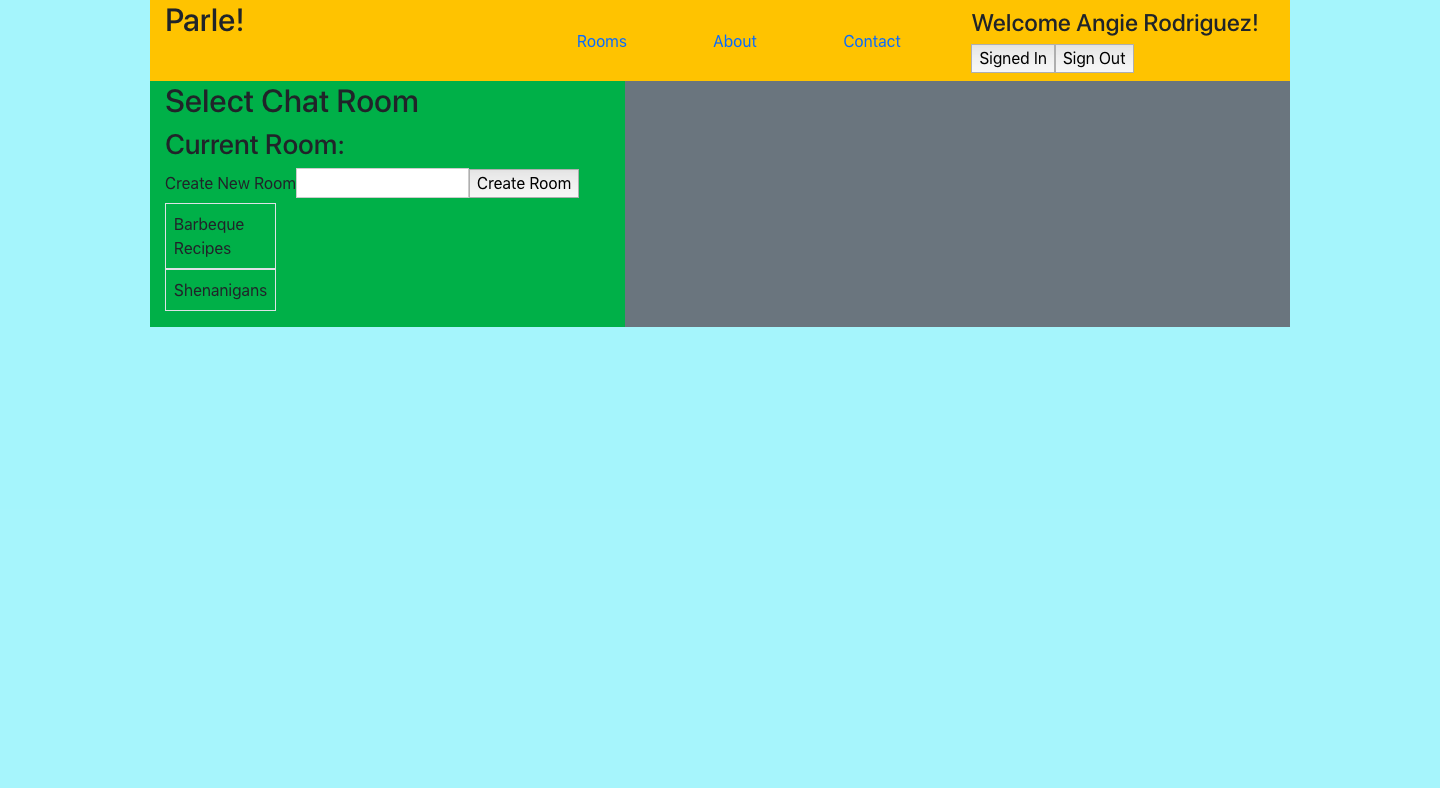 Parle!
Rooms
About
Contact
Welcome Angie Rodriguez!
Signed In
Sign Out
Select Chat Room
Current Room:
Create New Room
Create Room
Barbeque
Recipes
Shenanigans